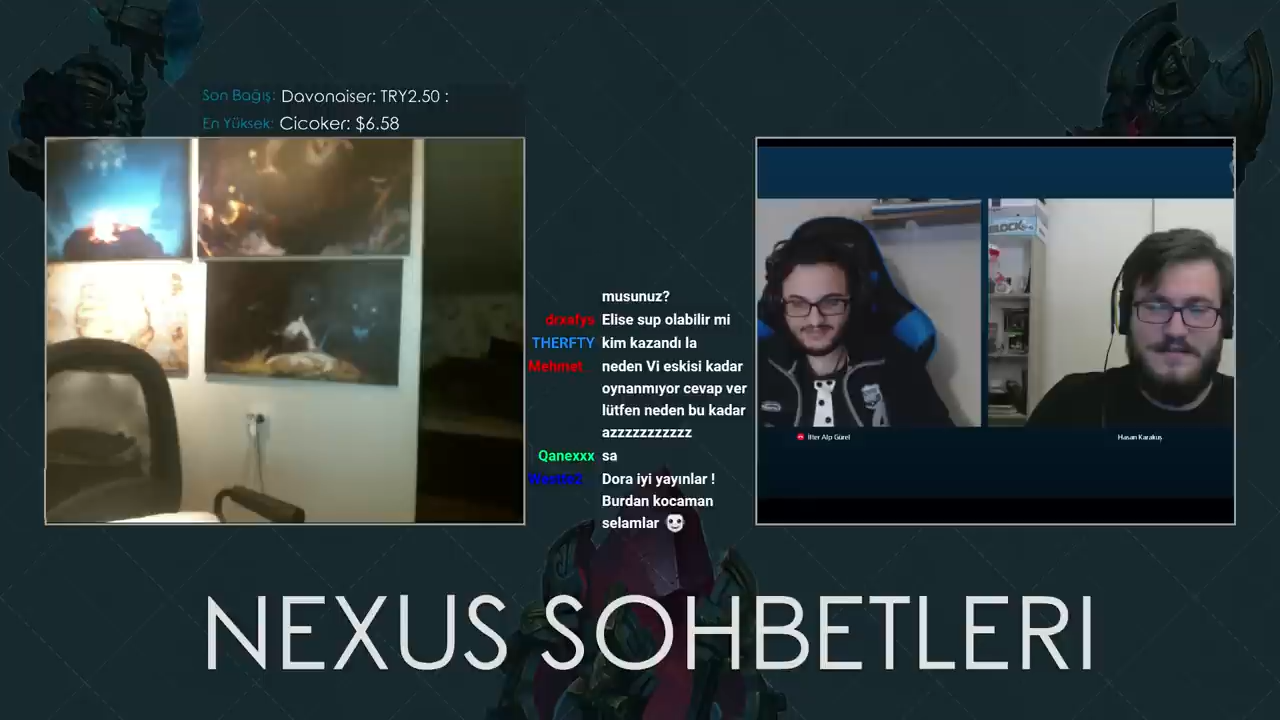 Son Bağış: Davonaiser: TRY2.50 :
En Yüksek: Cicoker: $6.58
musunuz?
drxafys Elise sup olabilir mi
THERFTY kim kazandı la
Mehmet neden Vi eskisi kadar
oynanmıyor cevap ver
lütfen neden bu kadar
azzzzzzzzzzz
Qanexxx sa
Dora iyi yayınlar !
Burdan kocaman
selamlar
BLOCK
İlter Alp Gürel
Hasan Karakuş
NEXUS SOHBETLERI